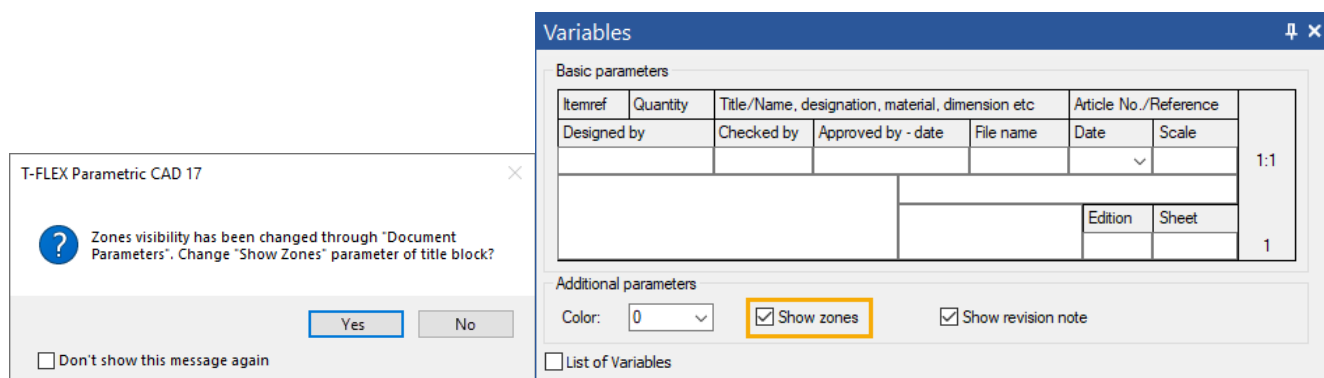 T-FLEX Parametric CAD 17
Zones visibility has been changed through "Document
Parameters". Change "Show Zones" parameter of title block?
Yes No
Don't show this message again
Variables
Basic parameters
Itemref Quantity Title/Name, designation, material, dimension etc Article No./Reference
Designed by Checked by Approved by - date File name Date Scale
1:1
Edition Sheet
1
Additional parameters
Color: 0 Show zones Show revision note
List of Variables